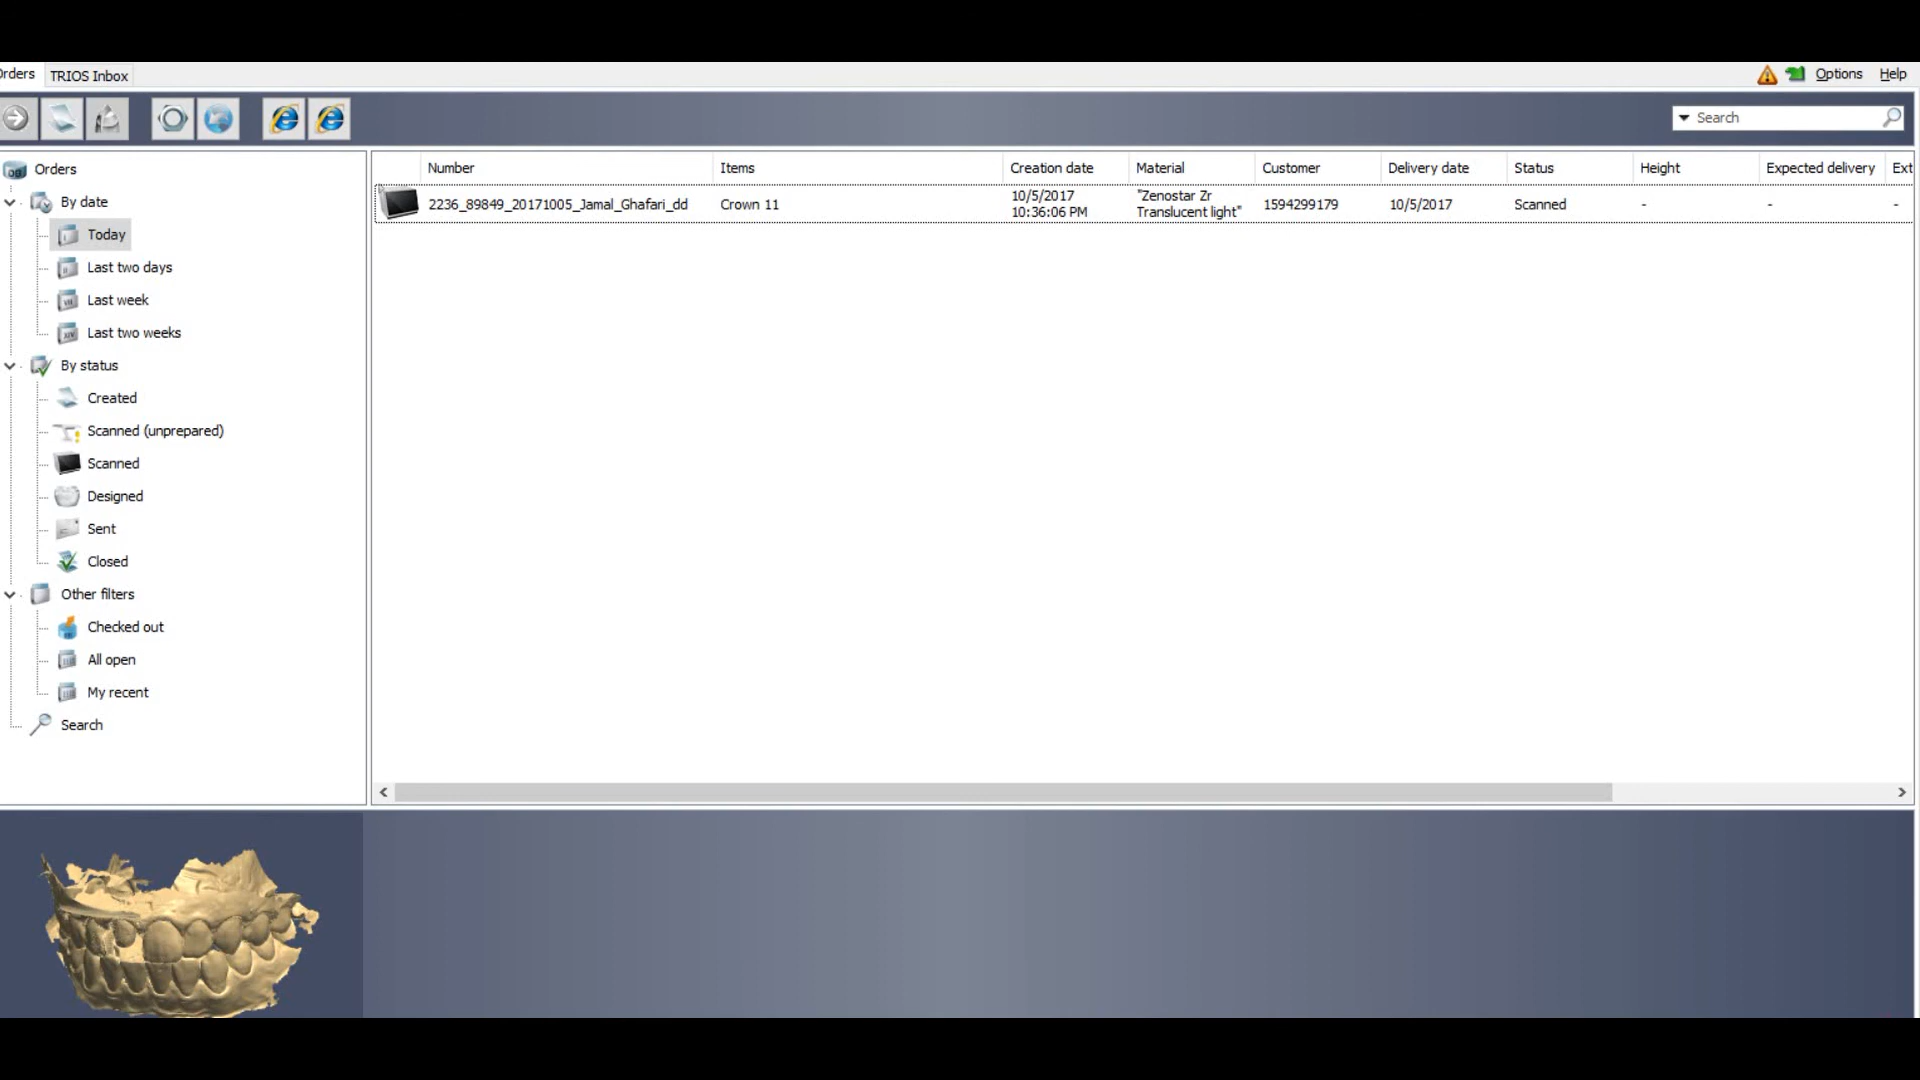 Orders TRIOS Inbox Options Help
Search
Orders
By date
Today
Last two days
Last week
Last two weeks
By status
Created
Scanned (unprepared)
Scanned
Designed
Sent
Closed
Other filters
Checked out
All open
My recent
Search
Number Items Creation date Material Customer Delivery date Status Height Expected delivery Ext
2236_89849_20171005_Jamal_Ghafari_dd Crown 11 10/5/2017 10:36:06 PM "Zenostar Zr Translucent light" 1594299179 10/5/2017 Scanned - - -